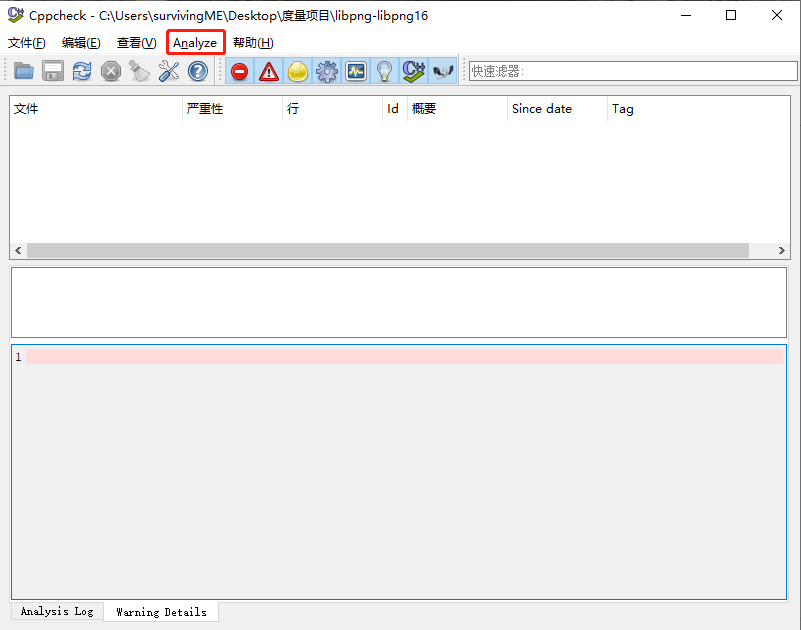 Cppcheck - C:\Users\survivingME\Desktop\度量项目\libpng-libpng16
文件(F) 编辑(E) 查看(V) Analyze 帮助(H)
快速滤器:
文件 严重性 行 Id 概要 Since date Tag
1
Analysis Log Warning Details